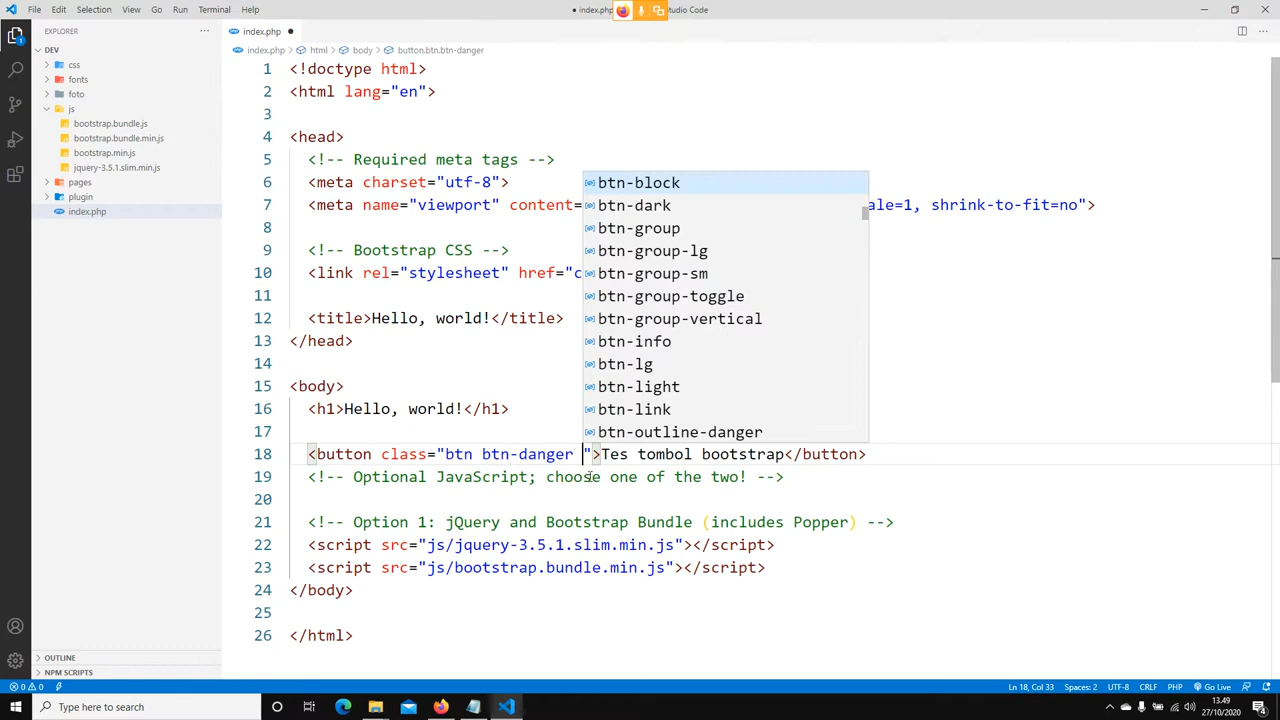 File Edit Selection View Go Run Terminal Help
● index.php
Studio Code
EXPLORER
index.php
DEV
index.php > html > body > button.btn.btn-danger
css
fonts
foto
js
bootstrap.bundle.js
bootstrap.bundle.min.js
bootstrap.min.js
jquery-3.5.1.slim.min.js
pages
plugin
index.php
1 <!doctype html>
2 <html lang="en">
3
4 <head>
5 <!-- Required meta tags -->
6 <meta charset="utf-8">
7 <meta name="viewport" content= ale=1, shrink-to-fit=no">
8
9 <!-- Bootstrap CSS -->
10 <link rel="stylesheet" href="c
11
12 <title>Hello, world!</title>
13 </head>
14
15 <body>
16 <h1>Hello, world!</h1>
17
18 <button class="btn btn-danger ">Tes tombol bootstrap</button>
19 <!-- Optional JavaScript; choose one of the two! -->
20
21 <!-- Option 1: jQuery and Bootstrap Bundle (includes Popper) -->
22 <script src="js/jquery-3.5.1.slim.min.js"></script>
23 <script src="js/bootstrap.bundle.min.js"></script>
24 </body>
25
26 </html>
btn-block
btn-dark
btn-group
btn-group-lg
btn-group-sm
btn-group-toggle
btn-group-vertical
btn-info
btn-lg
btn-light
btn-link
btn-outline-danger
OUTLINE
NPM SCRIPTS
0 0
Ln 18, Col 33 Spaces: 2 UTF-8 CRLF PHP Go Live
Type here to search
13.49
27/10/2020
4
1